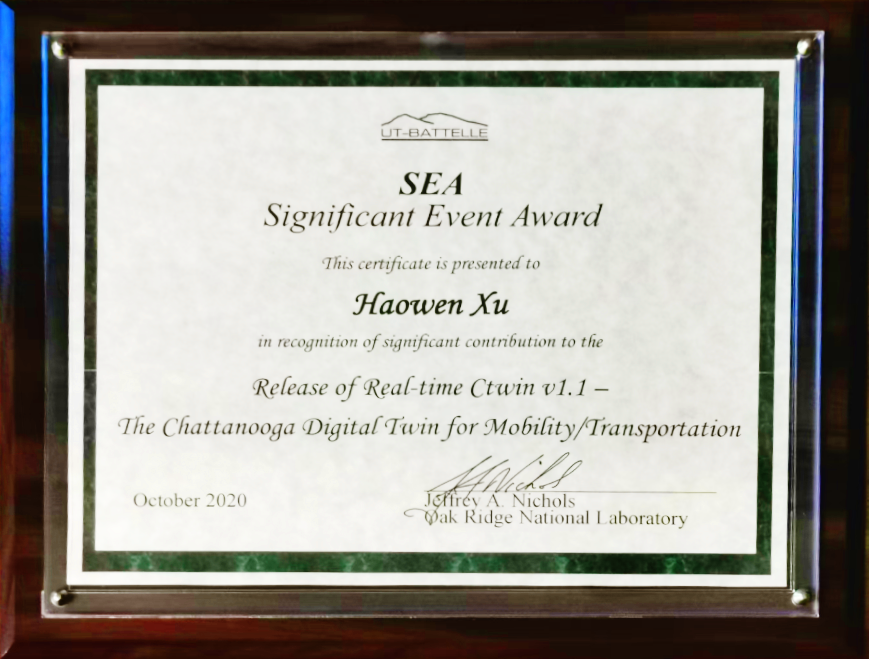 UT-BATTELLE
SEA
Significant Event Award
This certificate is presented to
Haowen Xu
in recognition of significant contribution to the
Release of Real-time Ctwin v1.1 –
The Chattanooga Digital Twin for Mobility/Transportation
October 2020
Jeffrey A. Nichols
Oak Ridge National Laboratory